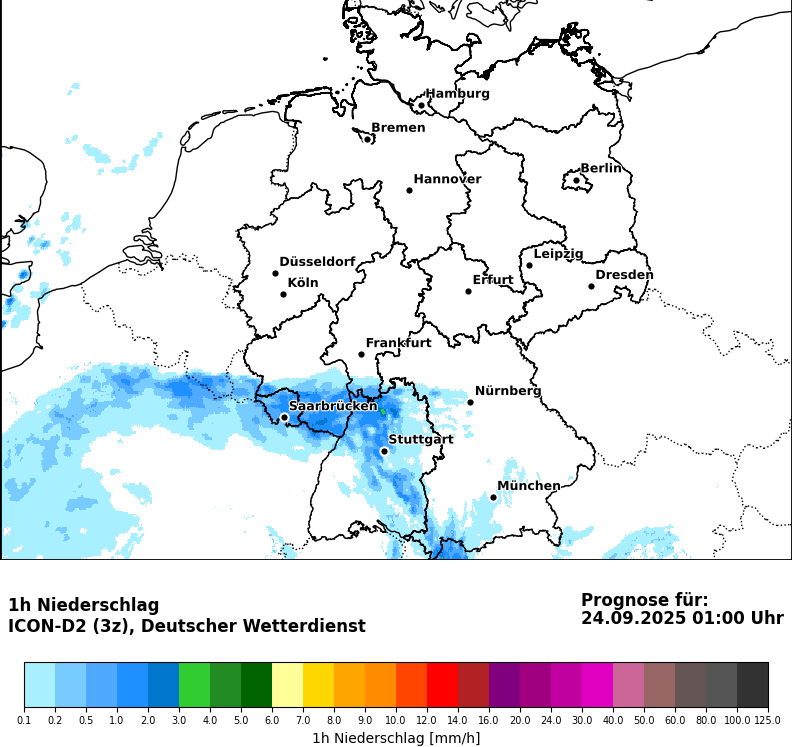 Hamburg
Bremen
Berlin
Hannover
Leipzig
Düsseldorf
Dresden
Köln
Erfurt
Frankfurt
Nürnberg
Saarbrücken
Stuttgart
München
1h Niederschlag
ICON-D2 (3z), Deutscher Wetterdienst
Prognose für:
24.09.2025 01:00 Uhr
0.1 0.2 0.5 1.0 2.0 3.0 4.0 5.0 6.0 7.0 8.0 9.0 10.0 12.0 14.0 16.0 20.0 24.0 30.0 40.0 50.0 60.0 80.0 100.0 125.0
1h Niederschlag [mm/h]